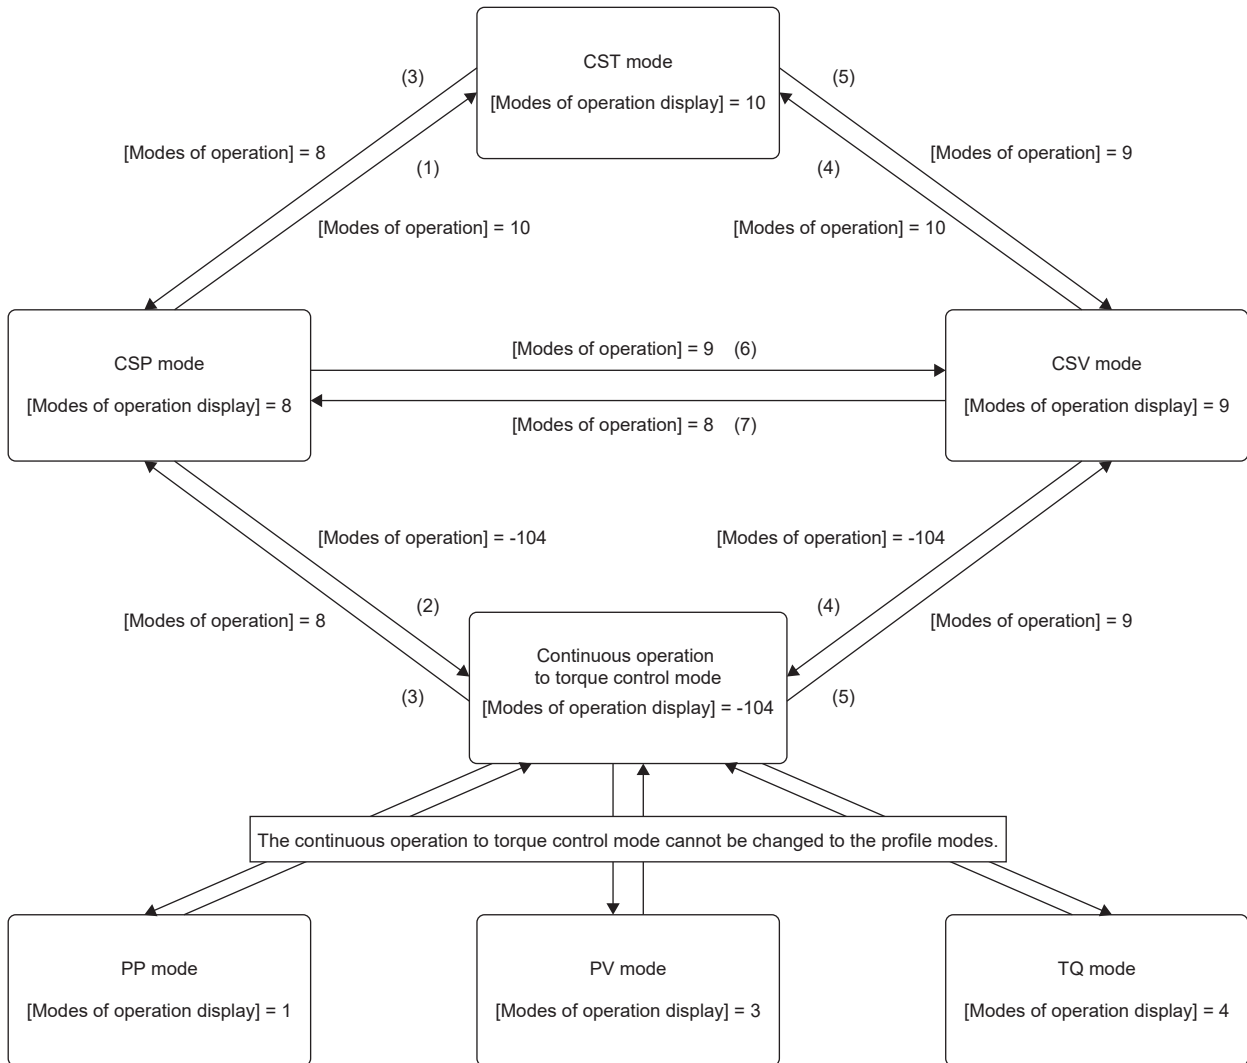 CST mode
[Modes of operation display] = 10
(3)
(5)
[Modes of operation] = 8
[Modes of operation] = 9
(1)
(4)
[Modes of operation] = 10
[Modes of operation] = 10
CSP mode
[Modes of operation display] = 8
[Modes of operation] = 9 (6)
[Modes of operation] = 8 (7)
CSV mode
[Modes of operation display] = 9
[Modes of operation] = -104
[Modes of operation] = -104
(2)
(4)
[Modes of operation] = 8
[Modes of operation] = 9
(3)
(5)
Continuous operation
to torque control mode
[Modes of operation display] = -104
The continuous operation to torque control mode cannot be changed to the profile modes.
PP mode
[Modes of operation display] = 1
PV mode
[Modes of operation display] = 3
TQ mode
[Modes of operation display] = 4